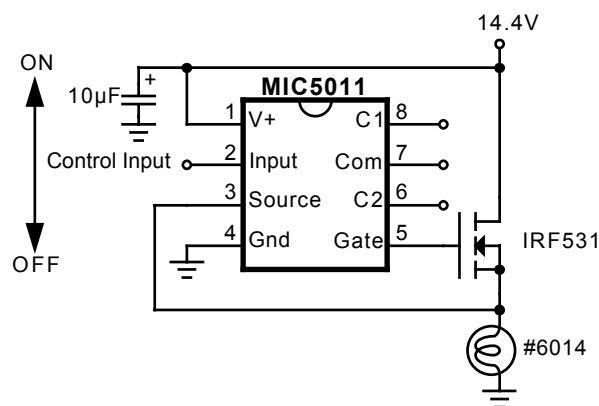 14.4V
ON
10µF
+
MIC5011
1 V+ C1 8
Control Input 2 Input Com 7
3 Source C2 6
4 Gnd Gate 5
IRF531
OFF
#6014